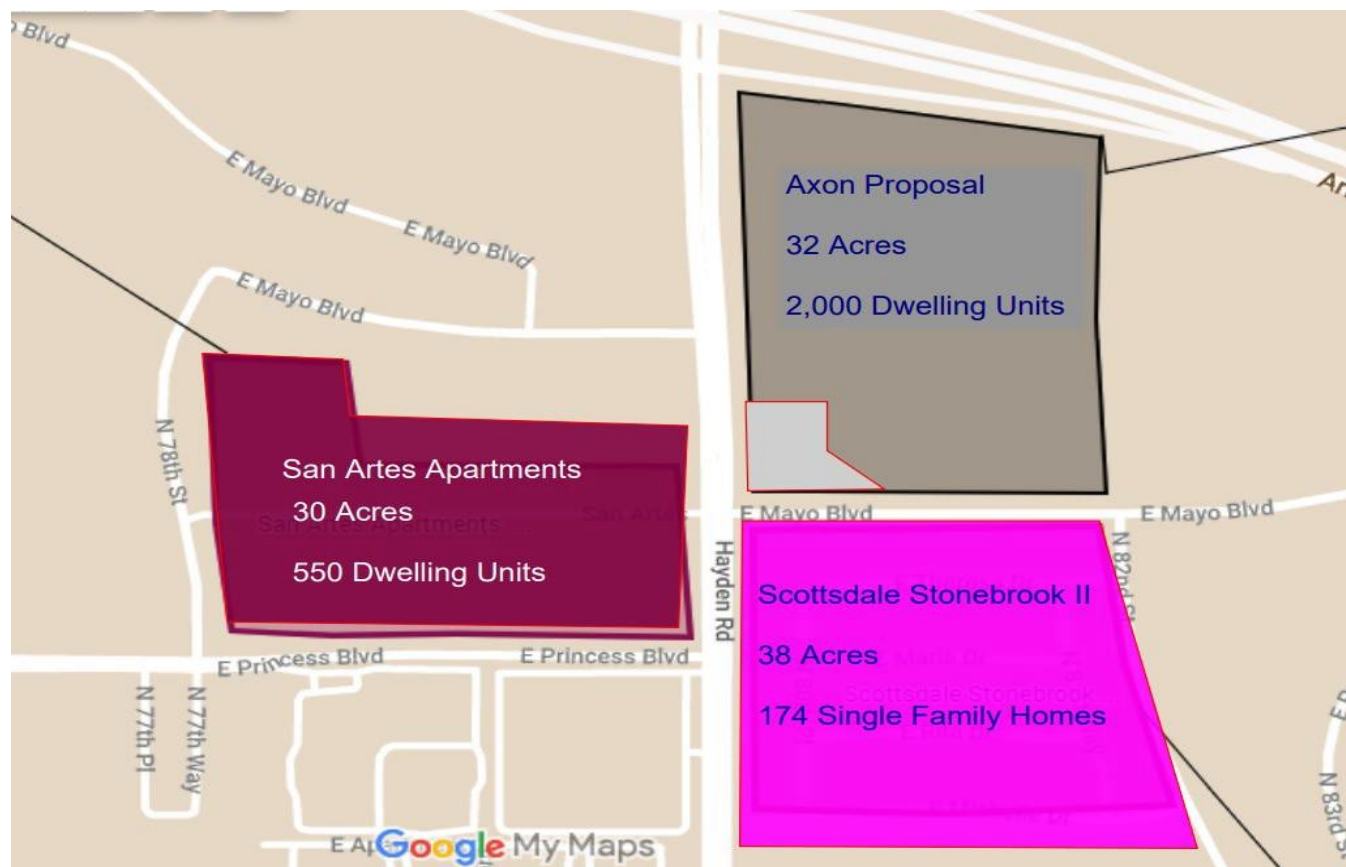 Blvd
E Mayo Blvd
E Mayo Blvd
E Mayo Blvd
Axon Proposal
32 Acres
2,000 Dwelling Units
N 78th St
San Artes Apartments
30 Acres
550 Dwelling Units
San Artes Apartments
San Artes
E Mayo Blvd
E Mayo Blvd
Hayden Rd
N 82nd St
Scottsdale Stonebrook II
38 Acres
174 Single Family Homes
Scottsdale Stonebrook
E Princess Blvd
E Princess Blvd
N 77th Pl
N 77th Way
N 83rd
Google My Maps